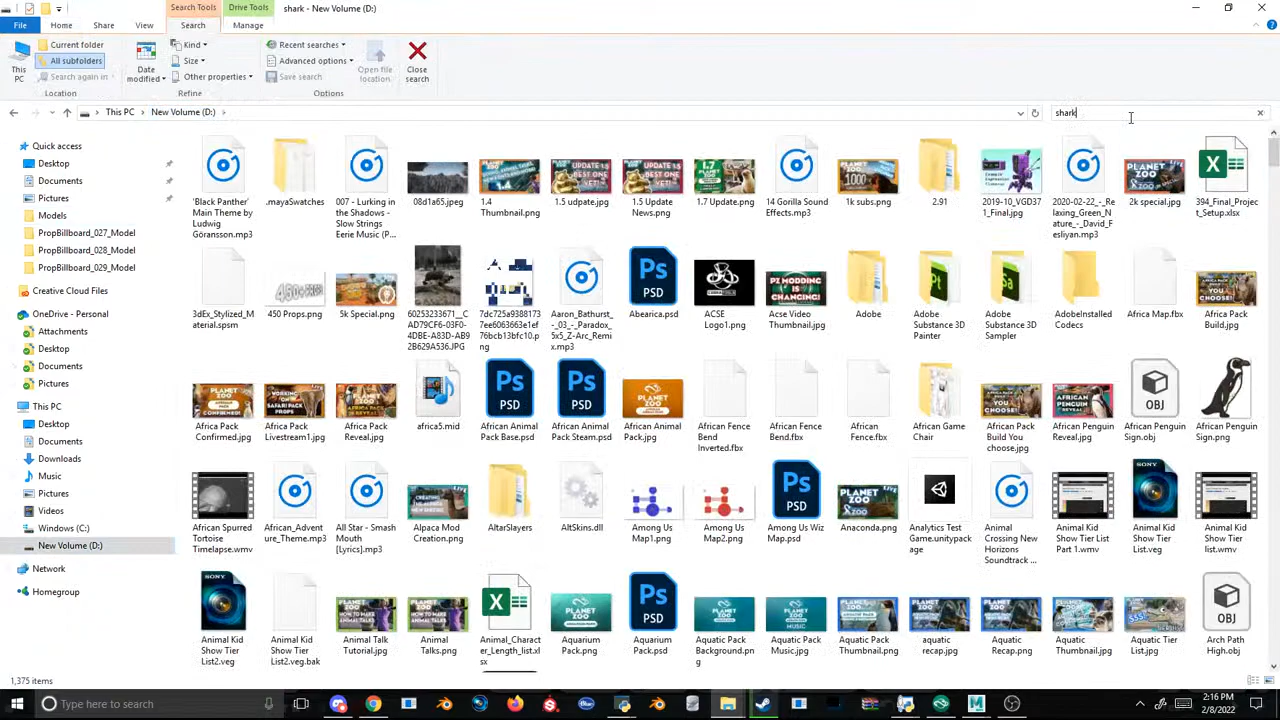 Search Tools
Drive Tools
shark - New Volume (D:)
File
Home
Share
View
Search
Manage
This PC
Current folder
All subfolders
Search again in
Location
Date modified
Kind
Size
Other properties
Refine
Recent searches
Advanced options
Save search
Options
Open file location
Close search
This PC
New Volume (D:)
shark
Quick access
Desktop
Documents
Pictures
Models
PropBillboard_027_Model
PropBillboard_028_Model
PropBillboard_029_Model
Creative Cloud Files
OneDrive - Personal
Attachments
Desktop
Documents
Pictures
This PC
Desktop
Documents
Downloads
Music
Pictures
Videos
Windows (C:)
New Volume (D:)
Network
Homegroup
'Black Panther' Main Theme by Ludwig Göransson.mp3
.mayaSwatches
007 - Lurking in the Shadows - Slow Strings Eerie Music (P...
08d1a65.jpeg
1.4 Thumbnail.png
1.5 udpate.jpg
1.5 Update News.png
1.7 Update.png
14 Gorilla Sound Effects.mp3
1k subs.png
2.91
2019-10_VGD371_Final.jpg
2020-02-22_-_Relaxing_Green_Nature_-_David_Fesliyan.mp3
2k special.jpg
394_Final_Project_Setup.xlsx
3dEx_Stylized_Material.spsm
450 Props.png
5k Special.png
60253233671__CAD79CF6-03F0-4DBE-A83D-AB92B629A536.JPG
7dc725a93881737ee6063663e1ef76bcb13bfc10.png
Aaron_Bathurst_-_03_-_Paradox_5x5_Z-Arc_Remix.mp3
Abearica.psd
ACSE Logo1.png
Acse Video Thumbnail.jpg
Adobe
Adobe Substance 3D Painter
Adobe Substance 3D Sampler
AdobeInstalledCodecs
Africa Map.fbx
Africa Pack Build.jpg
Africa Pack Confirmed.jpg
Africa Pack Livestream1.jpg
Africa Pack Reveal.jpg
africa5.mid
African Animal Pack Base.psd
African Animal Pack Steam.psd
African Animal Pack.jpg
African Fence Bend Inverted.fbx
African Fence Bend.fbx
African Fence.fbx
African Game Chair
African Pack Build You choose.jpg
African Penguin Reveal.jpg
African Penguin Sign.obj
African Penguin Sign.png
African Spurred Tortoise Timelapse.wmv
African_Adventure_Theme.mp3
All Star - Smash Mouth [Lyrics].mp3
Alpaca Mod Creation.png
AltarSlayers
AltSkins.dll
Among Us Map1.png
Among Us Map2.png
Among Us Wiz Map.psd
Anaconda.png
Analytics Test Game.unitypackage
Animal Crossing New Horizons Soundtrack ...
Animal Kid Show Tier List Part 1.wmv
Animal Kid Show Tier List.veg
Animal Kid Show Tier list.wmv
Animal Kid Show Tier List2.veg
Animal Kid Show Tier List2.veg.bak
Animal Talk Tutorial.jpg
Animal Talks.png
Animal_Character_Length_list.xlsx
Aquarium Pack.png
Aquarium Pack.psd
Aquatic Pack Background.png
Aquatic Pack Music.jpg
Aquatic Pack Thumbnail.png
aquatic recap.jpg
Aquatic Recap.png
Aquatic Thumbnail.jpg
Aquatic Tier List.jpg
Arch Path High.obj
1,375 items
Type here to search
2:16 PM
2/8/2022